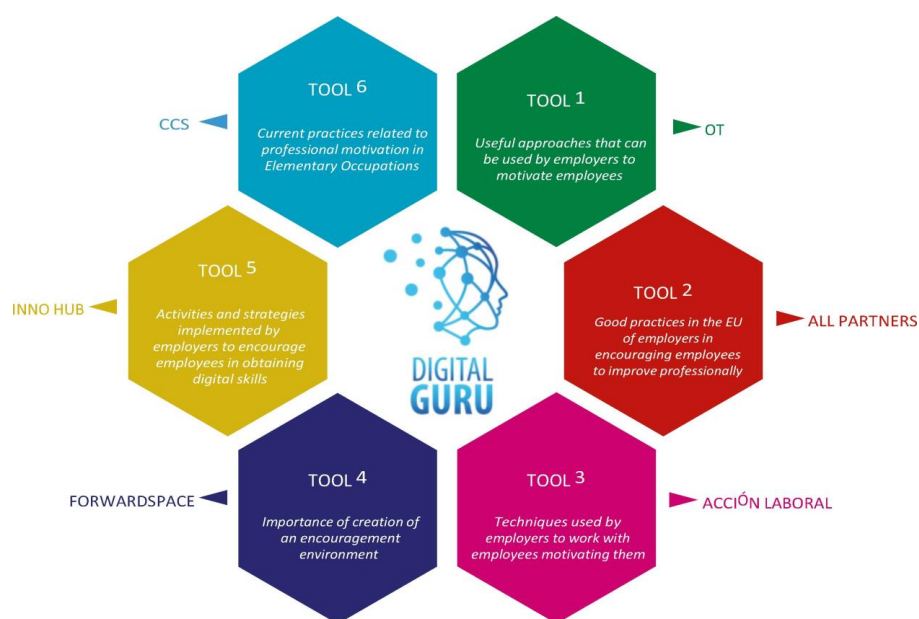 TOOL 6
Current practices related to
professional motivation in
Elementary Occupations
CCS
TOOL 1
Useful approaches that can
be used by employers to
motivate employees
OT
TOOL 5
Activities and strategies
implemented by
employers to encourage
employees in obtaining
digital skills
INNO HUB
DIGITAL
GURU
TOOL 2
Good practices in the EU
of employers in
encouraging employees
to improve professionally
ALL PARTNERS
TOOL 4
Importance of creation of
an encouragement
environment
FORWARDSPACE
TOOL 3
Techniques used by
employers to work with
employees motivating them
ACCIÓN LABORAL